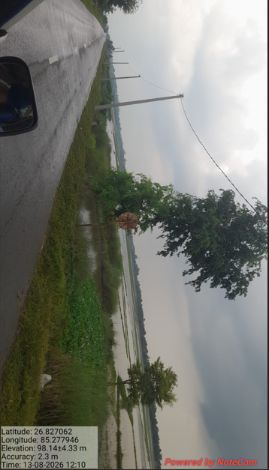 Latitude: 26.827062
Longitude: 85.277946
Elevation: 98.14±4.33 m
Accuracy: 2.3 m
Time: 13-08-2026 12:10
Powered by NoteCam